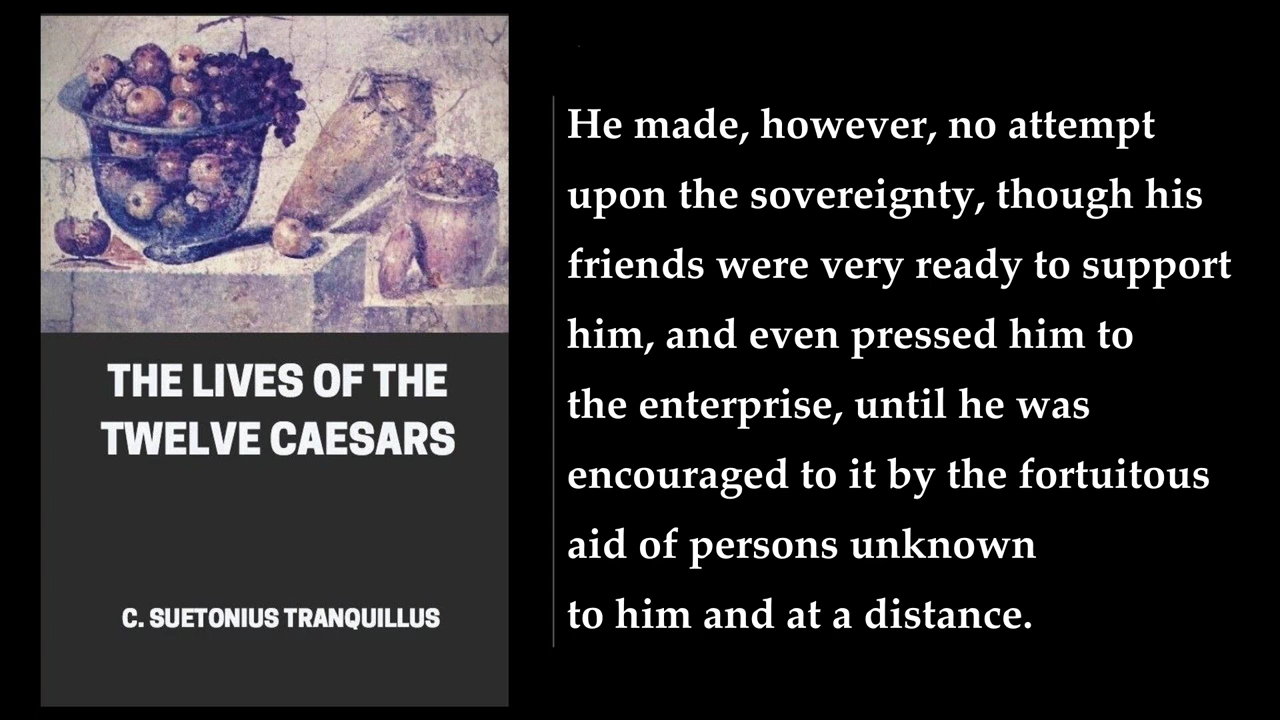 THE LIVES OF THE
TWELVE CAESARS
C. SUETONIUS TRANQUILLUS
He made, however, no attempt
upon the sovereignty, though his
friends were very ready to support
him, and even pressed him to
the enterprise, until he was
encouraged to it by the fortuitous
aid of persons unknown
to him and at a distance.